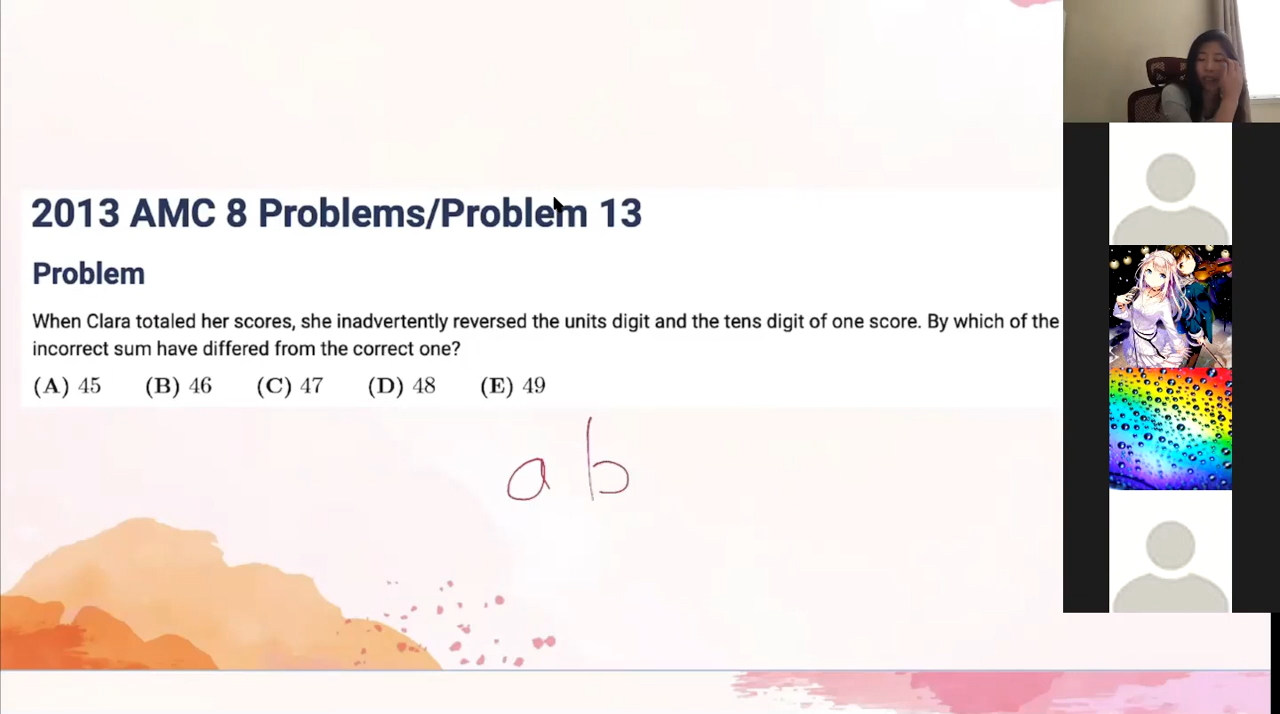 2013 AMC 8 Problems/Problem 13
Problem
When Clara totaled her scores, she inadvertently reversed the units digit and the tens digit of one score. By which of the
incorrect sum have differed from the correct one?
(A) 45 (B) 46 (C) 47 (D) 48 (E) 49
a b